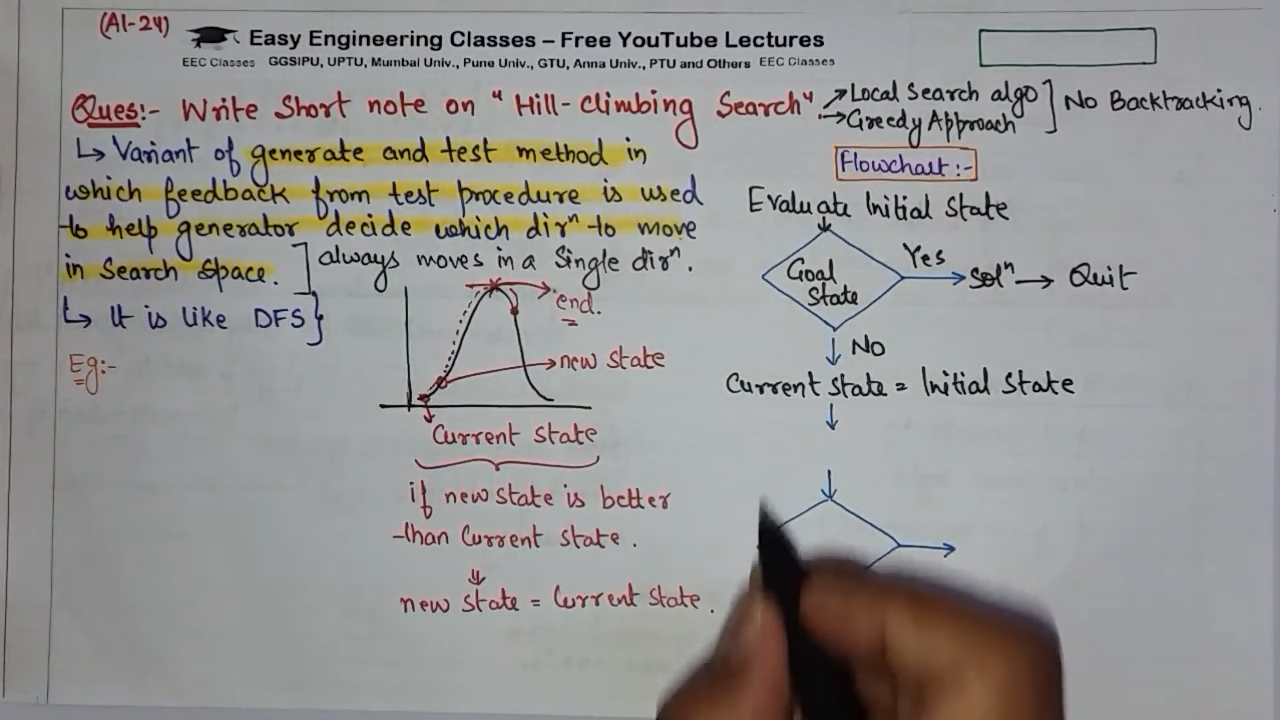 (AI-24)
Easy Engineering Classes – Free YouTube Lectures
EEC Classes GGSIPU, UPTU, Mumbai Univ., Pune Univ., GTU, Anna Univ., PTU and Others EEC Classes
Ques:- Write Short note on "Hill-Climbing Search"
→ Local Search algo
→ Greedy Approach
] No Backtracking.
↳ Variant of generate and test method in
which feedback from test procedure is used
to help generator decide which dirⁿ to move
in Search Space. ] always moves in a Single dirⁿ.
↳ It is like DFS}
Eg:-
end.
new state
Current state
if new state is better
than Current state.
new state = Current state.
Flowchart:-
Evaluate Initial State
Goal
State
Yes
Solⁿ → Quit
NO
Current state = Initial State